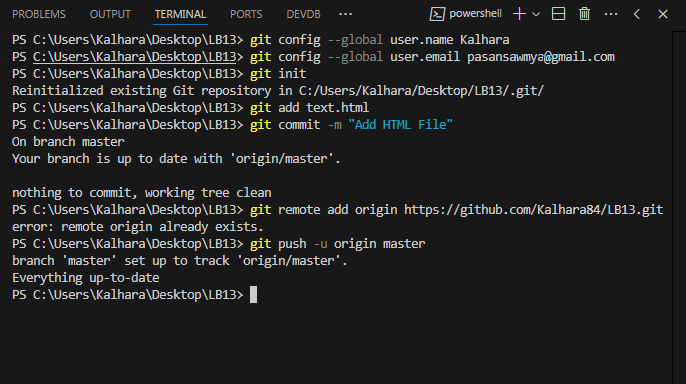 PROBLEMS OUTPUT TERMINAL PORTS DEVDB ... powershell
PS C:\Users\Kalhara\Desktop\LB13> git config --global user.name Kalhara
PS C:\Users\Kalhara\Desktop\LB13> git config --global user.email pasansawmya@gmail.com
PS C:\Users\Kalhara\Desktop\LB13> git init
Reinitialized existing Git repository in C:/Users/Kalhara/Desktop/LB13/.git/
PS C:\Users\Kalhara\Desktop\LB13> git add text.html
PS C:\Users\Kalhara\Desktop\LB13> git commit -m "Add HTML File"
On branch master
Your branch is up to date with 'origin/master'.
nothing to commit, working tree clean
PS C:\Users\Kalhara\Desktop\LB13> git remote add origin https://github.com/Kalhara84/LB13.git
error: remote origin already exists.
PS C:\Users\Kalhara\Desktop\LB13> git push -u origin master
branch 'master' set up to track 'origin/master'.
Everything up-to-date
PS C:\Users\Kalhara\Desktop\LB13>